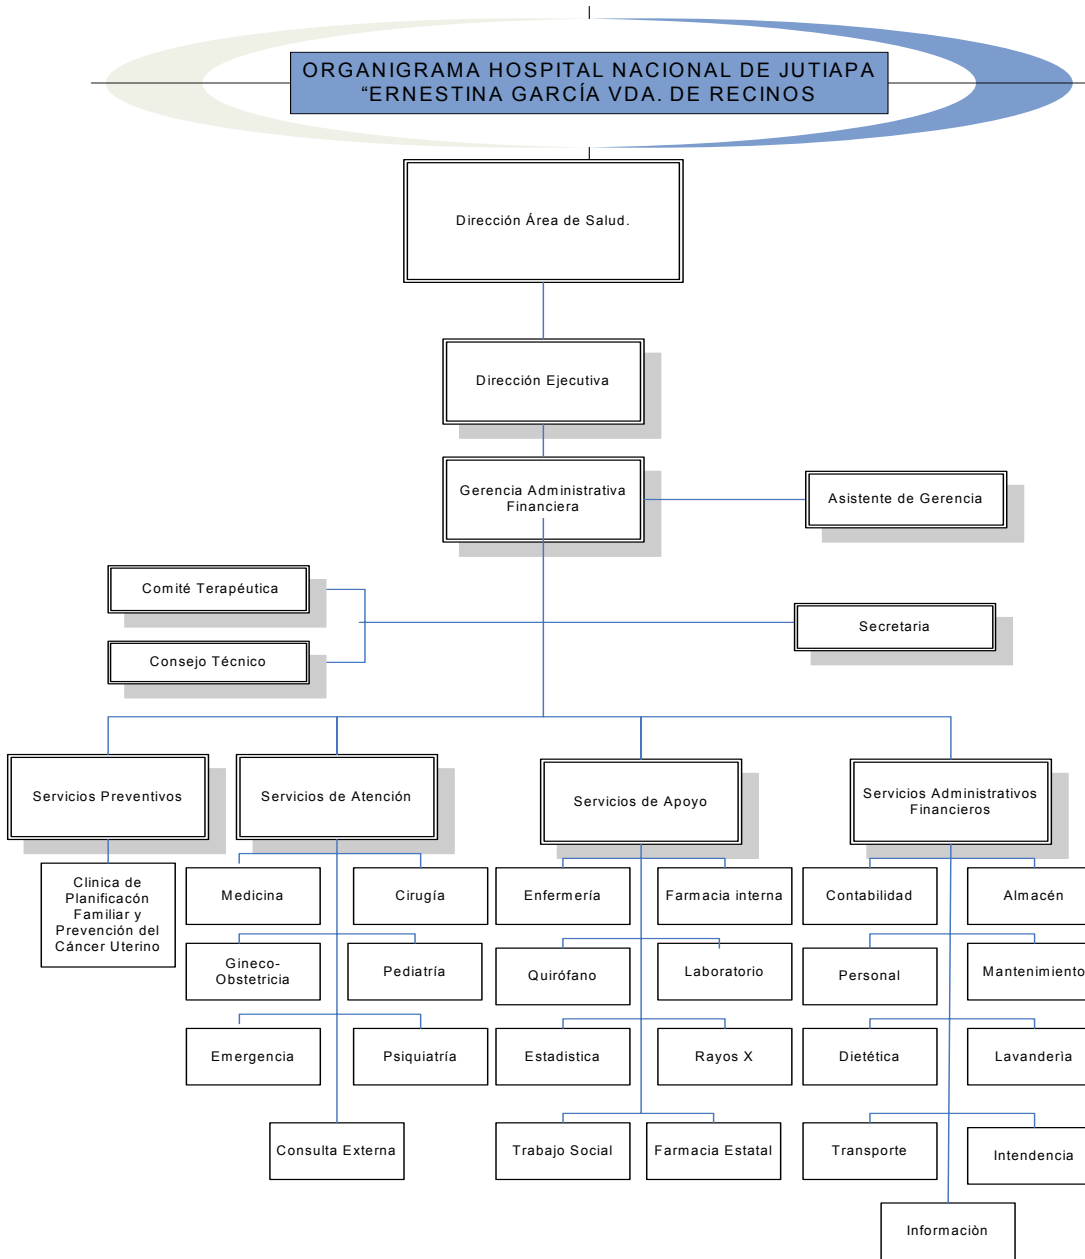 ORGANIGRAMA HOSPITAL NACIONAL DE JUTIAPA
“ERNESTINA GARCÍA VDA. DE RECINOS
Dirección Área de Salud.
Dirección Ejecutiva
Gerencia Administrativa
Financiera
Asistente de Gerencia
Comité Terapéutica
Secretaria
Consejo Técnico
Servicios Preventivos
Servicios de Atención
Servicios de Apoyo
Servicios Administrativos
Financieros
Clinica de
Planificacón
Familiar y
Prevención del
Cáncer Uterino
Medicina
Cirugía
Enfermería
Farmacia interna
Contabilidad
Almacén
Gineco-
Obstetricia
Pediatría
Quirófano
Laboratorio
Personal
Mantenimiento
Emergencia
Psiquiatría
Estadistica
Rayos X
Dietética
Lavanderìa
Consulta Externa
Trabajo Social
Farmacia Estatal
Transporte
Intendencia
Informaciòn